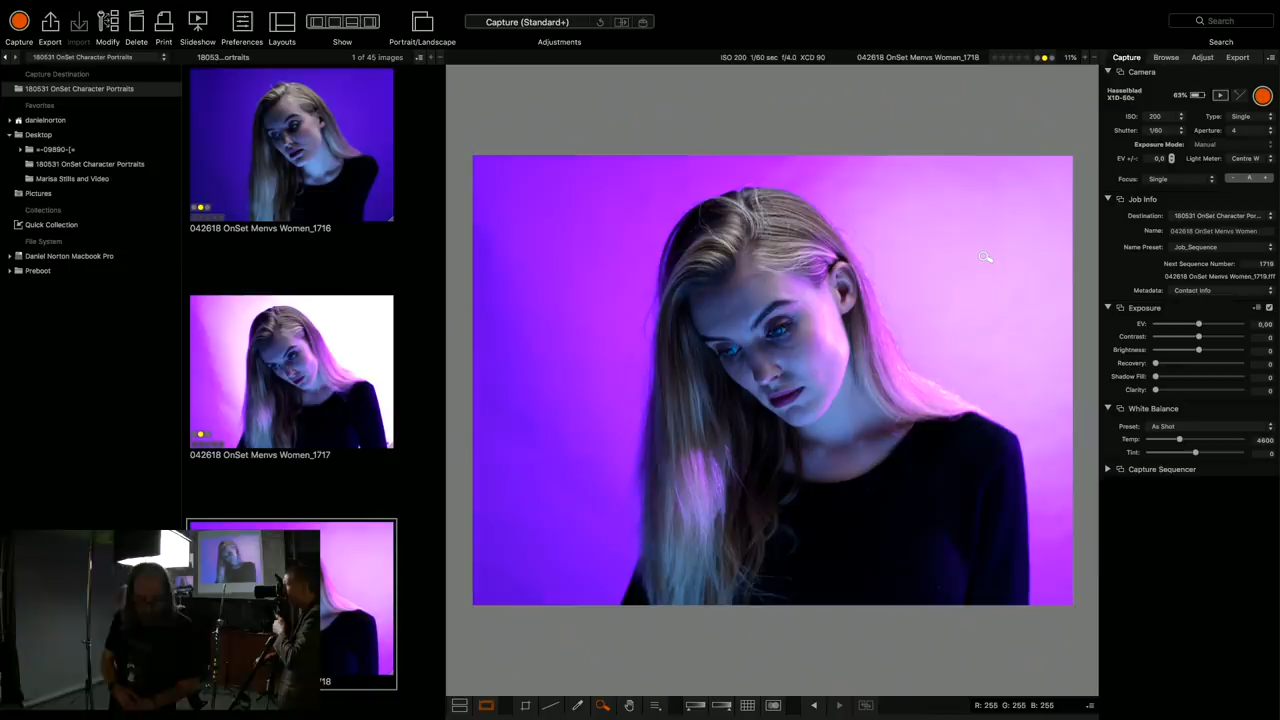 Capture
Export
Import
Modify
Delete
Print
Slideshow
Preferences
Layouts
Show
Portrait/Landscape
Capture (Standard+)
Adjustments
Search
Search
180531 OnSet Character Portraits
18053...ortraits
1 of 45 Images
ISO 200 1/60 sec f/4.0 XCD 90
042618 OnSet Menvs Women_1718
11%
Capture Browse Adjust Export
Capture Destination
180531 OnSet Character Portraits
Favorites
danielnorton
Desktop
=-09890-[=
180531 OnSet Character Portraits
Marisa Stills and Video
Pictures
Collections
Quick Collection
File System
Daniel Norton Macbook Pro
Preboot
042618 OnSet Menvs Women_1716
042618 OnSet Menvs Women_1717
718
Camera
Hasselblad
X1D-50c
63%
ISO: 200 Type: Single
Shutter: 1/60 Aperture: 4
Exposure Mode: Manual
EV +/-: 0,0 Light Meter: Centre W
Focus: Single - A +
Job Info
Destination: 180531 OnSet Character Por...
Name: 042618 OnSet Menvs Women
Name Preset: Job_Sequence
Next Sequence Number: 1719
042618 OnSet Menvs Women_1719.fff
Metadata: Contact Info
Exposure
EV: 0,00
Contrast: 0
Brightness: 0
Recovery: 0
Shadow Fill: 0
Clarity: 0
White Balance
Preset: As Shot
Temp: 4600
Tint: 0
Capture Sequencer
R: 255 G: 255 B: 255